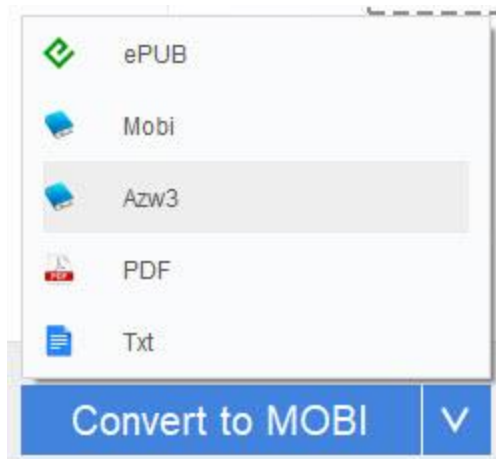 ePUB
Mobi
Azw3
PDF
Txt
Convert to MOBI